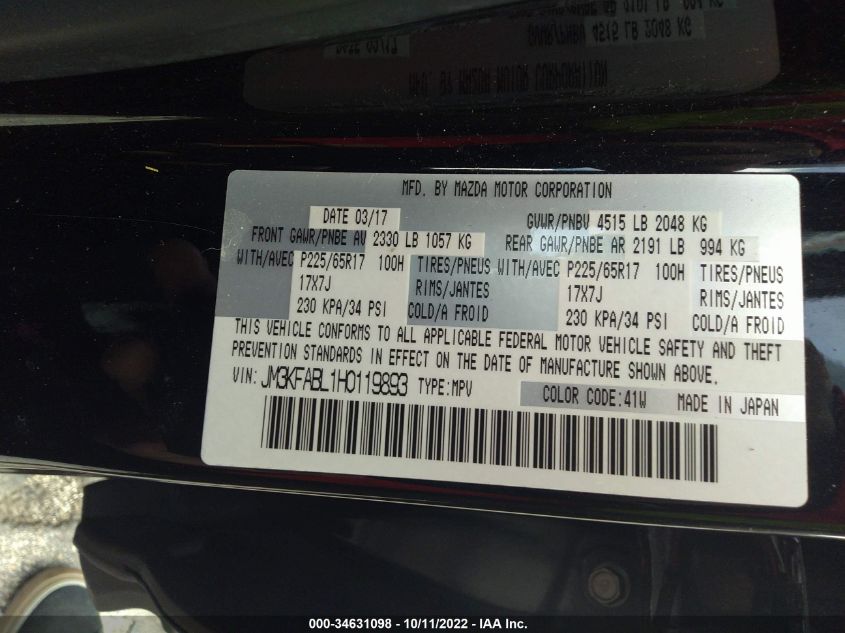 MFD. BY MAZDA MOTOR CORPORATION
DATE 03/17 GVWR/PNBV 4515 LB 2048 KG
FRONT GAWR/PNBE AV 2330 LB 1057 KG REAR GAWR/PNBE AR 2191 LB 994 KG
WITH/AVEC P225/65R17 100H TIRES/PNEUS WITH/AVEC P225/65R17 100H TIRES/PNEUS
17X7J RIMS/JANTES 17X7J RIMS/JANTES
230 KPA/34 PSI COLD/A FROID 230 KPA/34 PSI COLD/A FROID
THIS VEHICLE CONFORMS TO ALL APPLICABLE FEDERAL MOTOR VEHICLE SAFETY AND THEFT
PREVENTION STANDARDS IN EFFECT ON THE DATE OF MANUFACTURE SHOWN ABOVE.
VIN: JM3KFABL1H0119893 TYPE:MPV COLOR CODE:41W MADE IN JAPAN
000-34631098 - 10/11/2022 - IAA Inc.